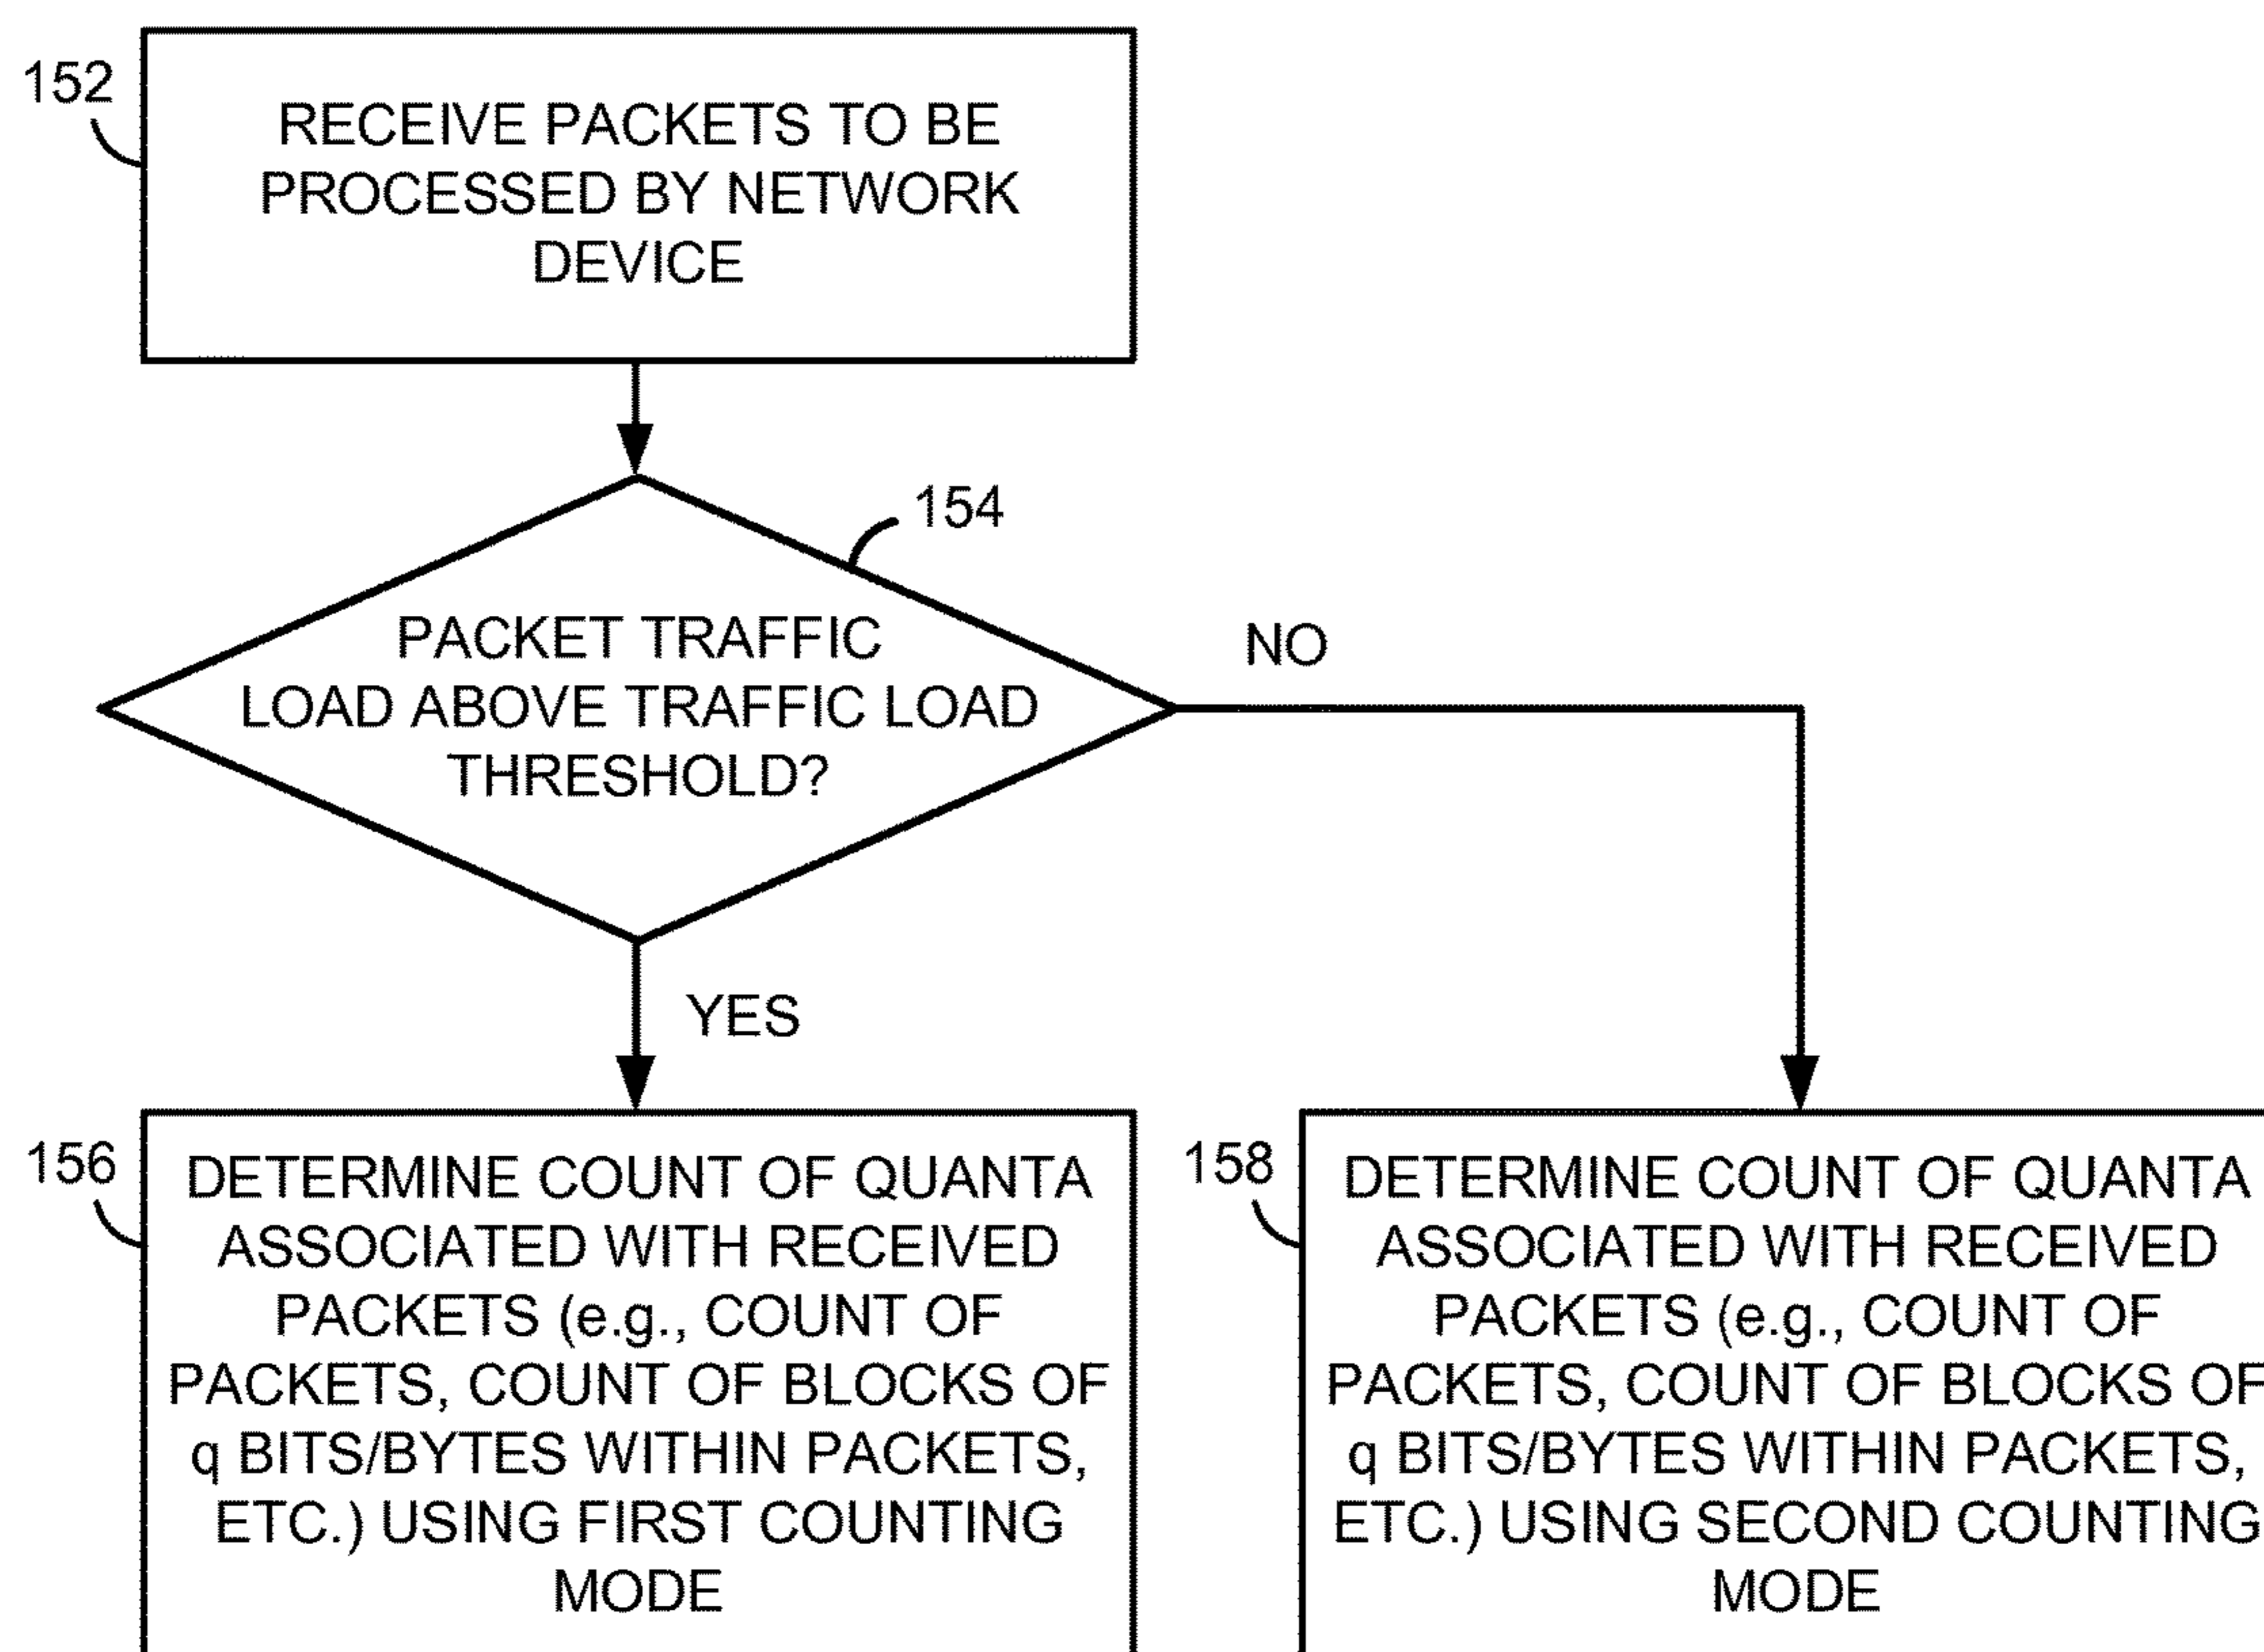 152
RECEIVE PACKETS TO BE
PROCESSED BY NETWORK
DEVICE
154
PACKET TRAFFIC
LOAD ABOVE TRAFFIC LOAD
THRESHOLD?
NO
YES
156
DETERMINE COUNT OF QUANTA
ASSOCIATED WITH RECEIVED
PACKETS (e.g., COUNT OF
PACKETS, COUNT OF BLOCKS OF
q BITS/BYTES WITHIN PACKETS,
ETC.) USING FIRST COUNTING
MODE
158
DETERMINE COUNT OF QUANTA
ASSOCIATED WITH RECEIVED
PACKETS (e.g., COUNT OF
PACKETS, COUNT OF BLOCKS OF
q BITS/BYTES WITHIN PACKETS,
ETC.) USING SECOND COUNTING
MODE